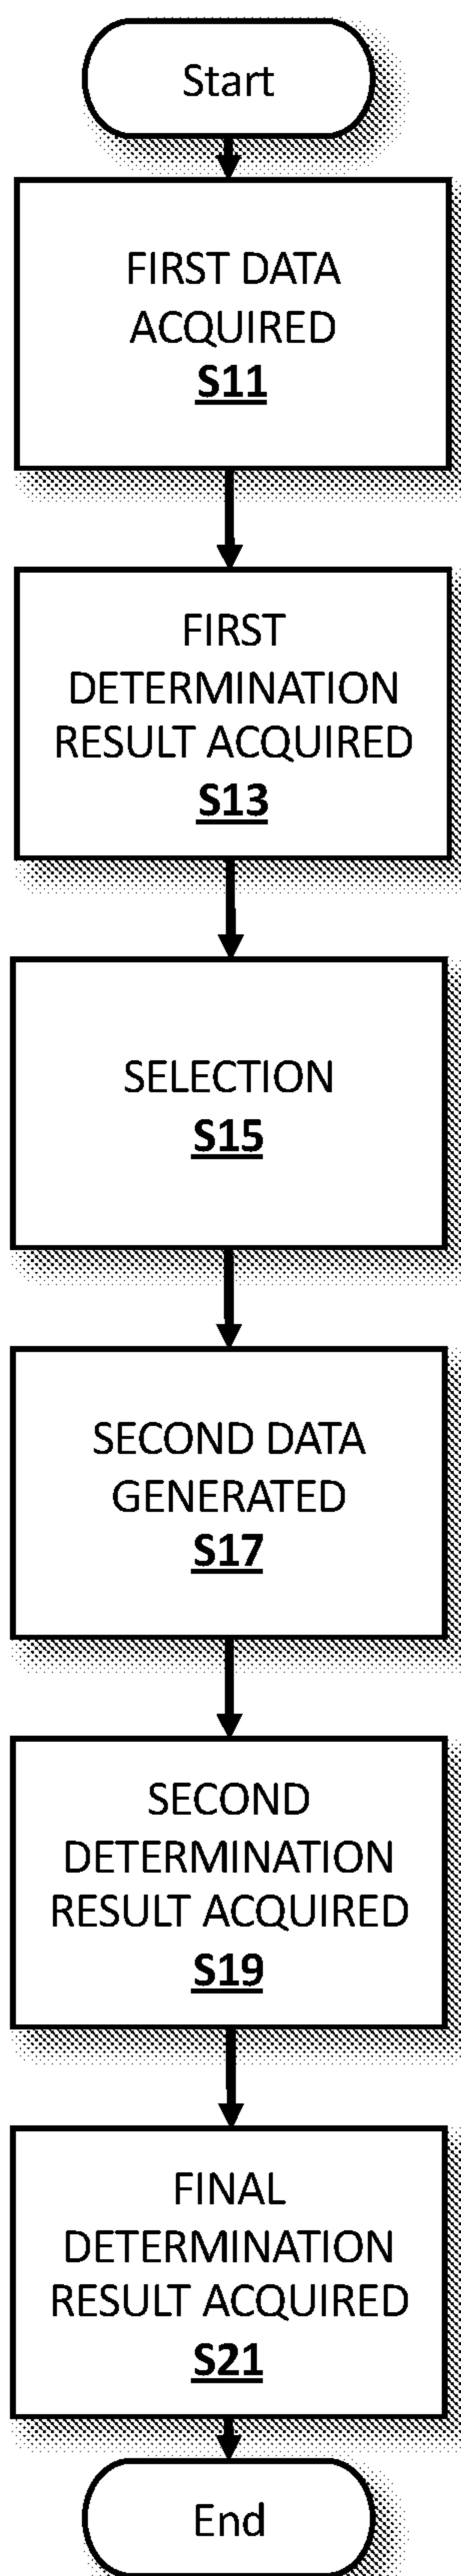 Start
FIRST DATA
ACQUIRED
S11
FIRST
DETERMINATION
RESULT ACQUIRED
S13
SELECTION
S15
SECOND DATA
GENERATED
S17
SECOND
DETERMINATION
RESULT ACQUIRED
S19
FINAL
DETERMINATION
RESULT ACQUIRED
S21
End